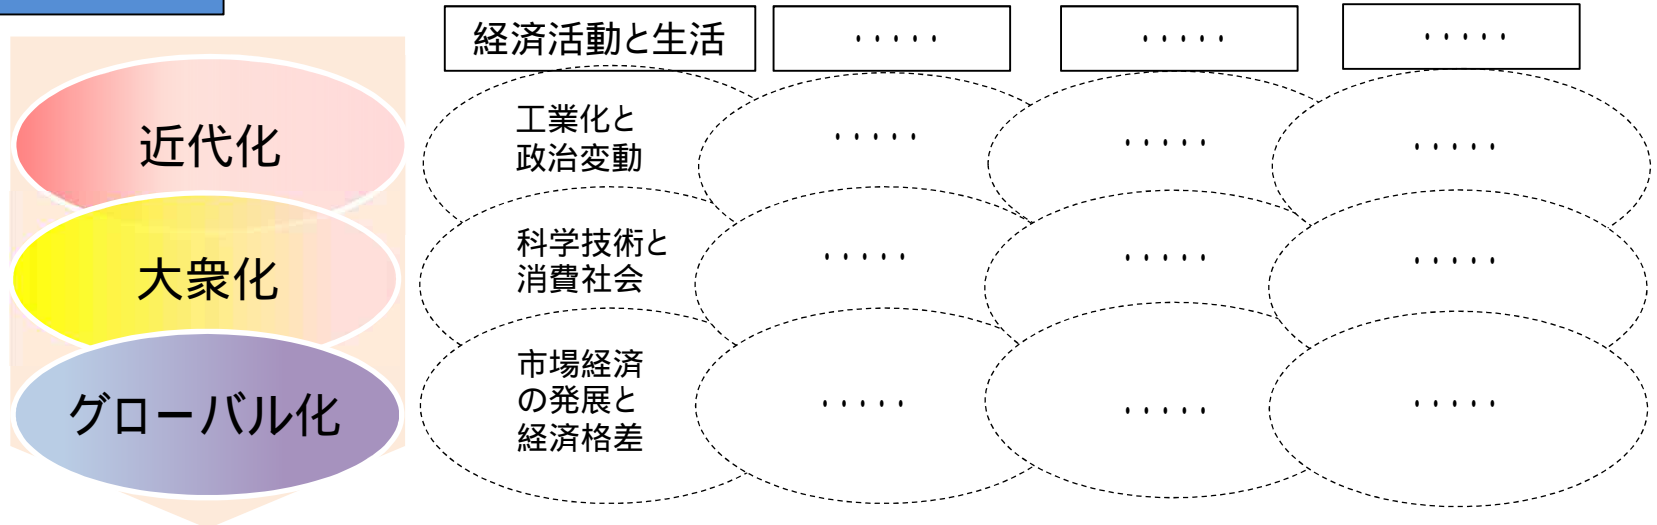 経済活動と生活
・・・・・
・・・・・
・・・・・
近代化
工業化と
政治変動
・・・・・
・・・・・
・・・・・
大衆化
科学技術と
消費社会
・・・・・
・・・・・
・・・・・
グローバル化
市場経済
の発展と
経済格差
・・・・・
・・・・・
・・・・・